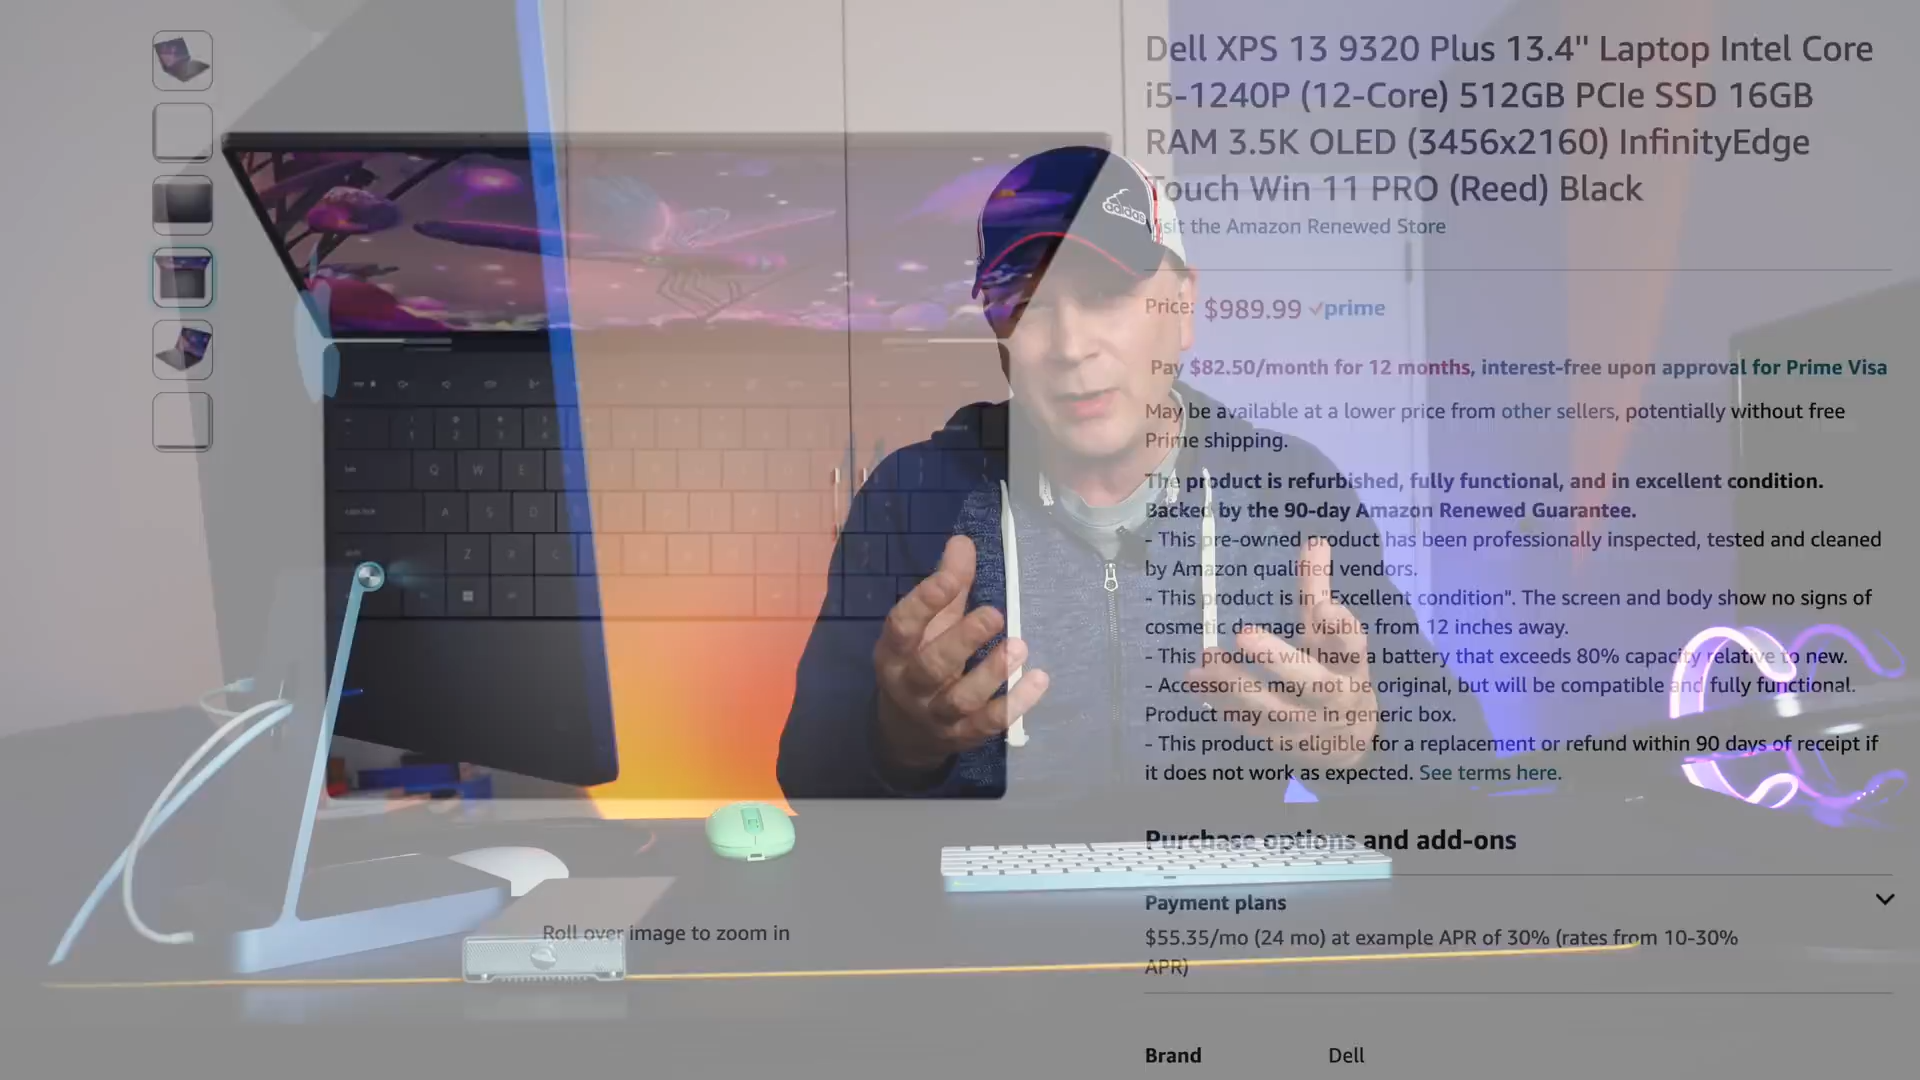 Dell XPS 13 9320 Plus 13.4" Laptop Intel Core
i5-1240P (12-Core) 512GB PCIe SSD 16GB
RAM 3.5K OLED (3456x2160) InfinityEdge
Touch Win 11 PRO (Reed) Black
Visit the Amazon Renewed Store
adidas
Price: $989.99 prime
Pay $82.50/month for 12 months, interest-free upon approval for Prime Visa
May be available at a lower price from other sellers, potentially without free
Prime shipping.
The product is refurbished, fully functional, and in excellent condition.
Backed by the 90-day Amazon Renewed Guarantee.
- This pre-owned product has been professionally inspected, tested and cleaned
by Amazon qualified vendors.
- This product is in "Excellent condition". The screen and body show no signs of
cosmetic damage visible from 12 inches away.
- This product will have a battery that exceeds 80% capacity relative to new.
- Accessories may not be original, but will be compatible and fully functional.
Product may come in generic box.
- This product is eligible for a replacement or refund within 90 days of receipt if
it does not work as expected. See terms here.
Q W E
A S D
Z X C
Purchase options and add-ons
Payment plans
$55.35/mo (24 mo) at example APR of 30% (rates from 10-30%
APR)
Roll over image to zoom in
Brand Dell